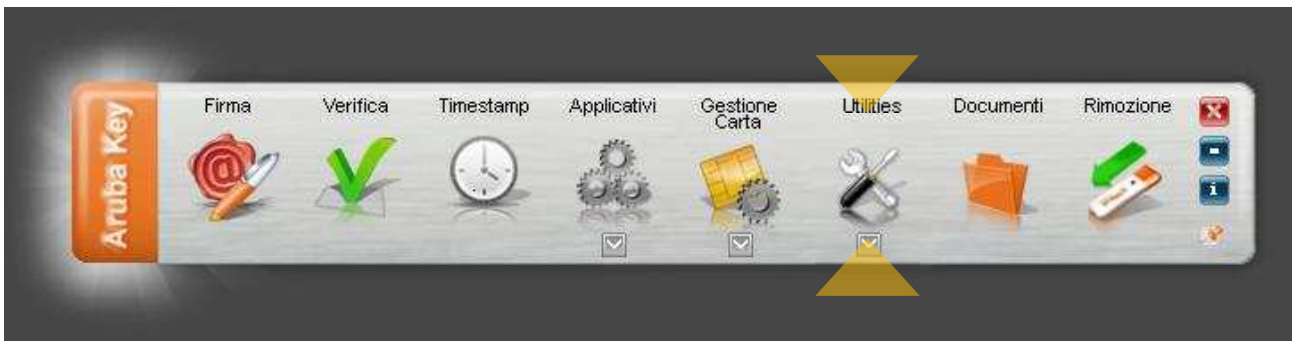 Aruba Key
Firma
Verifica
Timestamp
Applicativi
Gestione
Carta
Utilities
Documenti
Rimozione